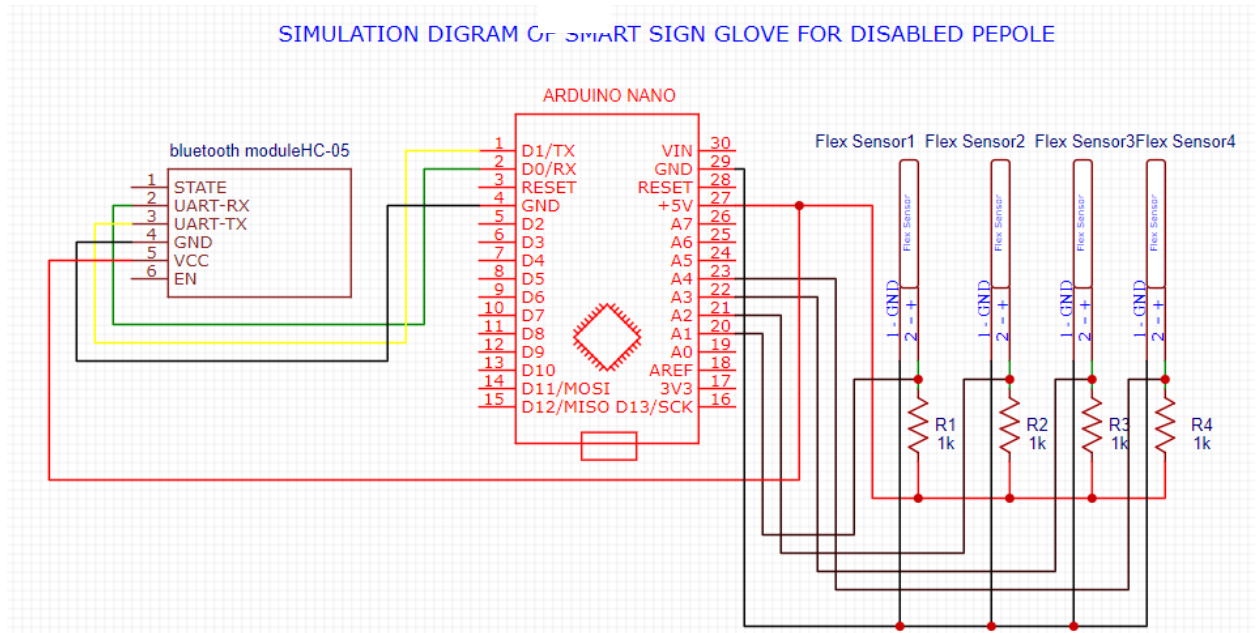 SIMULATION DIGRAM OF SMART SIGN GLOVE FOR DISABLED PEPOLE
ARDUINO NANO
bluetooth moduleHC-05
1 STATE
2 UART-RX
3 UART-TX
4 GND
5 VCC
6 EN
1 D1/TX
2 D0/RX
3 RESET
4 GND
5 D2
6 D3
7 D4
8 D5
9 D6
10 D7
11 D8
12 D9
13 D10
14 D11/MOSI
15 D12/MISO
VIN 30
GND 29
RESET 28
+5V 27
A7 26
A6 25
A5 24
A4 23
A3 22
A2 21
A1 20
A0 19
AREF 18
3V3 17
D13/SCK 16
Flex Sensor1
Flex Sensor2
Flex Sensor3
Flex Sensor4
Flex Sensor
Flex Sensor
Flex Sensor
Flex Sensor
1 - GND
2 - +
1 - GND
2 - +
1 - GND
2 - +
1 - GND
2 - +
R1
1k
R2
1k
R3
1k
R4
1k